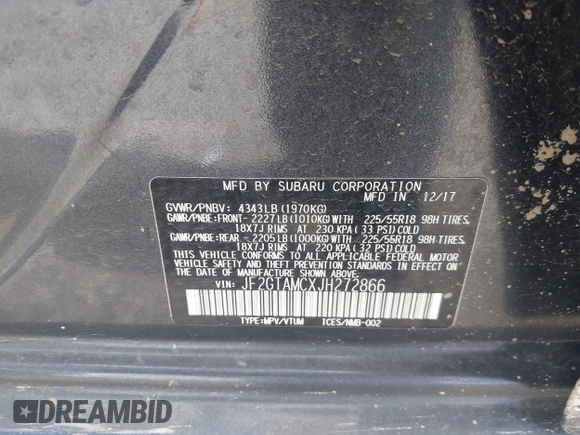 MFD BY SUBARU CORPORATION
MFD IN 12/17
GVWR/PNBV: 4343LB(1970KG)
GAWR/PNBE:FRONT- 2227LB(1010KG)WITH 225/55R18 98H TIRES.
18X7J RIMS AT 230 KPA( 33 PSI)COLD
GAWR/PNBE:REAR - 2205LB(1000KG)WITH 225/55R18 98H TIRES.
18X7J RIMS AT 220 KPA( 32 PSI)COLD
THIS VEHICLE CONFORMS TO ALL APPLICABLE FEDERAL MOTOR
VEHICLE SAFETY AND THEFT PREVENTION STANDARDS IN EFFECT
ON THE DATE OF MANUFACTURE SHOWN ABOVE.
VIN: JF2GTAMCXJH272866
TYPE:MPV/VTUM ICES/NMB-002
DREAMBID